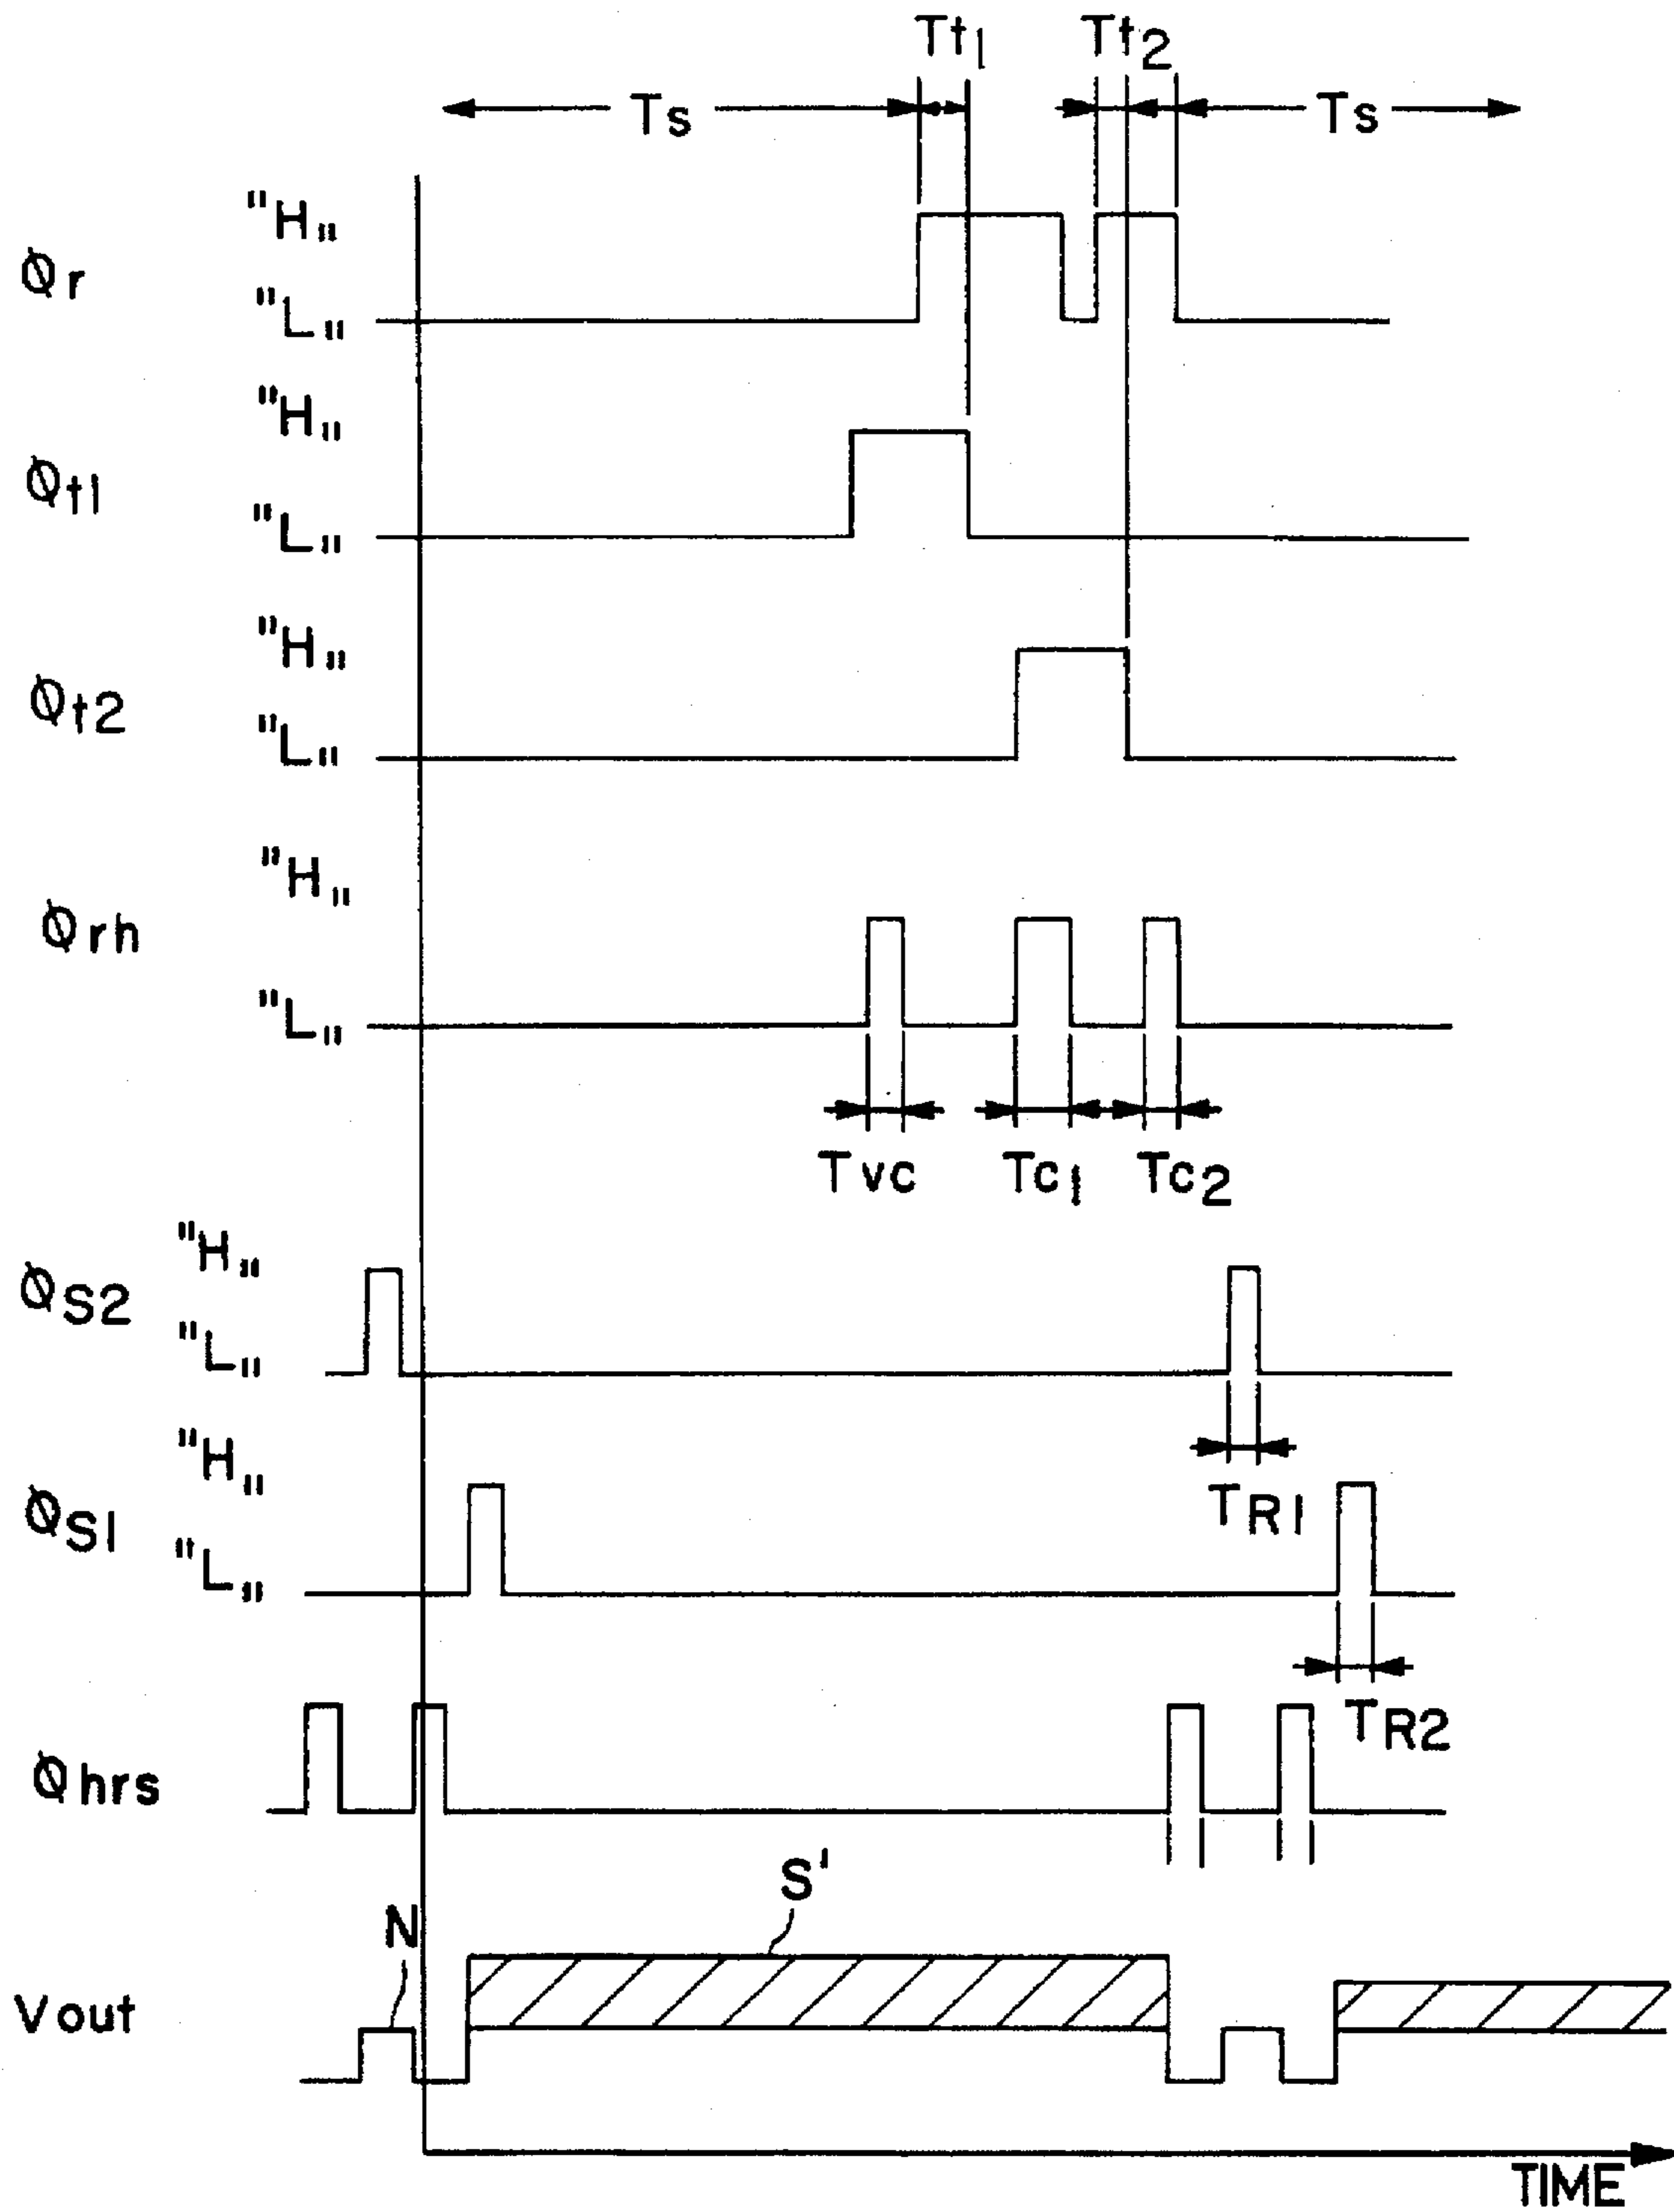 Tt1 Tt2
Ts Ts
Ør "H" "L"
Øt1 "H" "L"
Øt2 "H" "L"
Ørh "H" "L"
Tvc Tc1 Tc2
ØS2 "H" "L"
TR1
ØS1 "H" "L"
TR2
Øhrs
S'
N
Vout
TIME